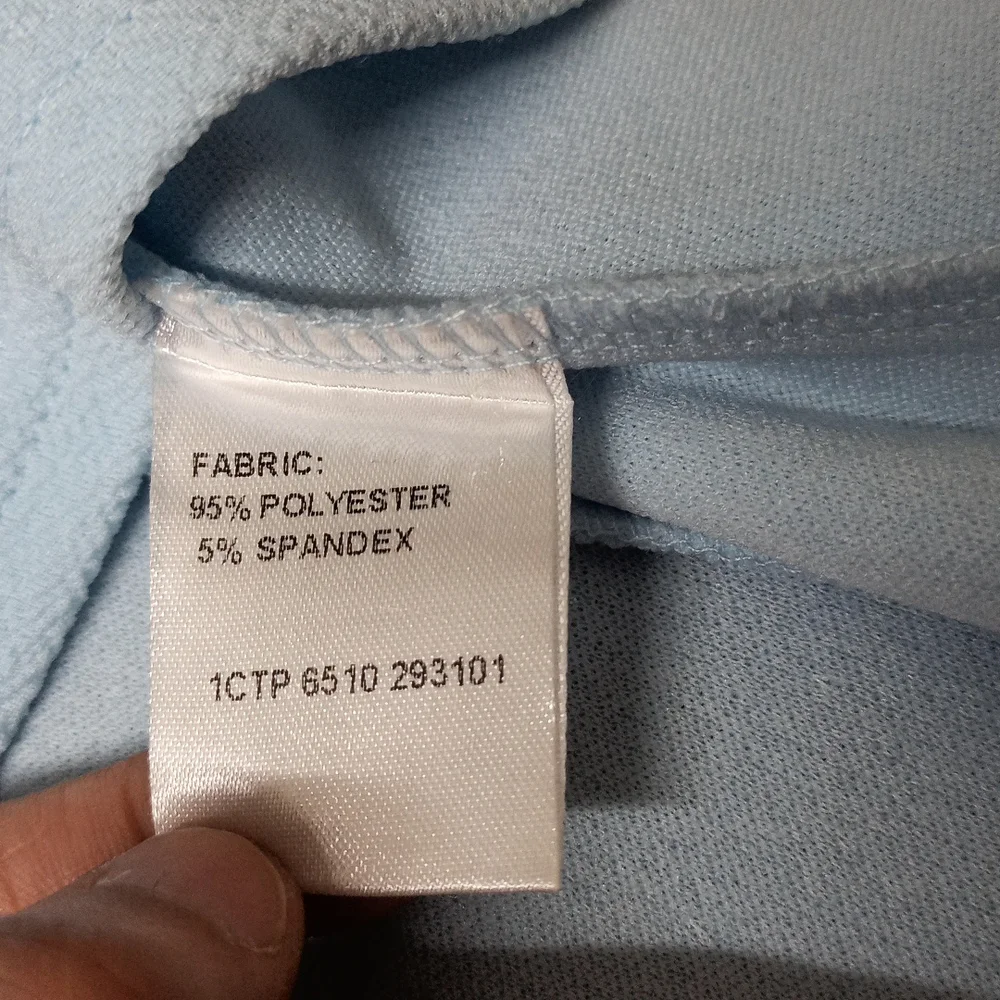 FABRIC:
95% POLYESTER
5% SPANDEX
1CTP 6510 293101